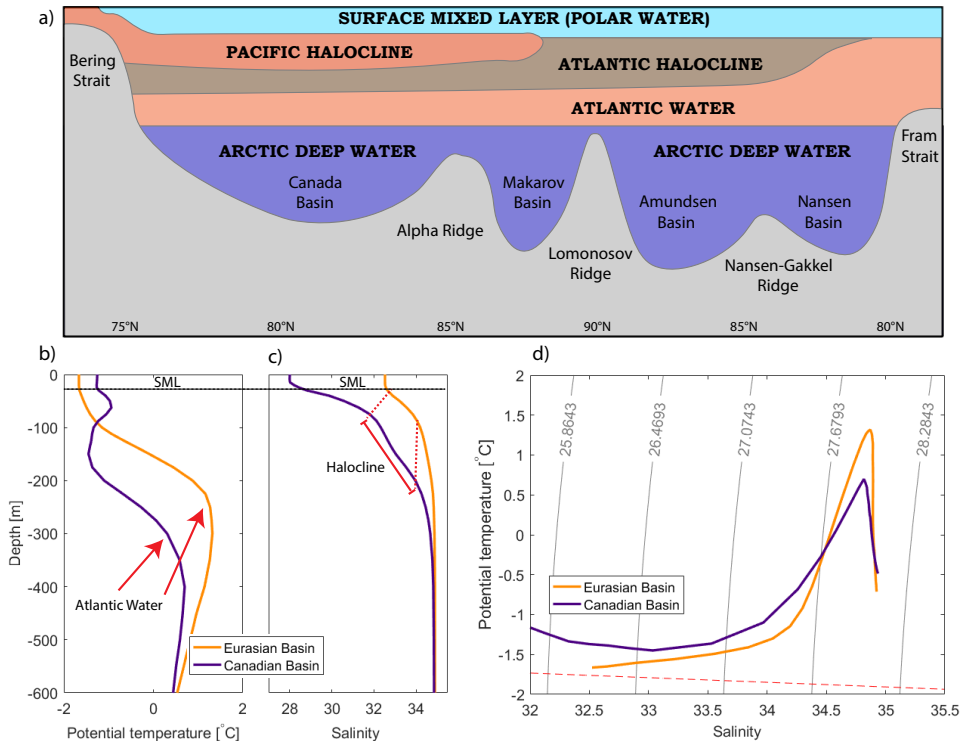 a)
SURFACE MIXED LAYER (POLAR WATER)
PACIFIC HALOCLINE
Bering
Strait
ATLANTIC HALOCLINE
ATLANTIC WATER
Fram
Strait
ARCTIC DEEP WATER
ARCTIC DEEP WATER
Canada
Basin
Makarov
Basin
Amundsen
Basin
Nansen
Basin
Alpha Ridge
Lomonosov
Ridge
Nansen-Gakkel
Ridge
75°N
80°N
85°N
90°N
85°N
80°N
b)
0
-100
-200
-300
-400
-500
-600
Depth [m]
SML
Atlantic Water
-2
0
2
Potential temperature [°C]
c)
SML
Halocline
Eurasian Basin
Canadian Basin
28
30
32
34
Salinity
d)
2
1.5
1
0.5
0
-0.5
-1
-1.5
-2
Potential temperature [°C]
25.8643
26.4693
27.0743
27.6793
28.2843
Eurasian Basin
Canadian Basin
32
32.5
33
33.5
34
34.5
35
35.5
Salinity